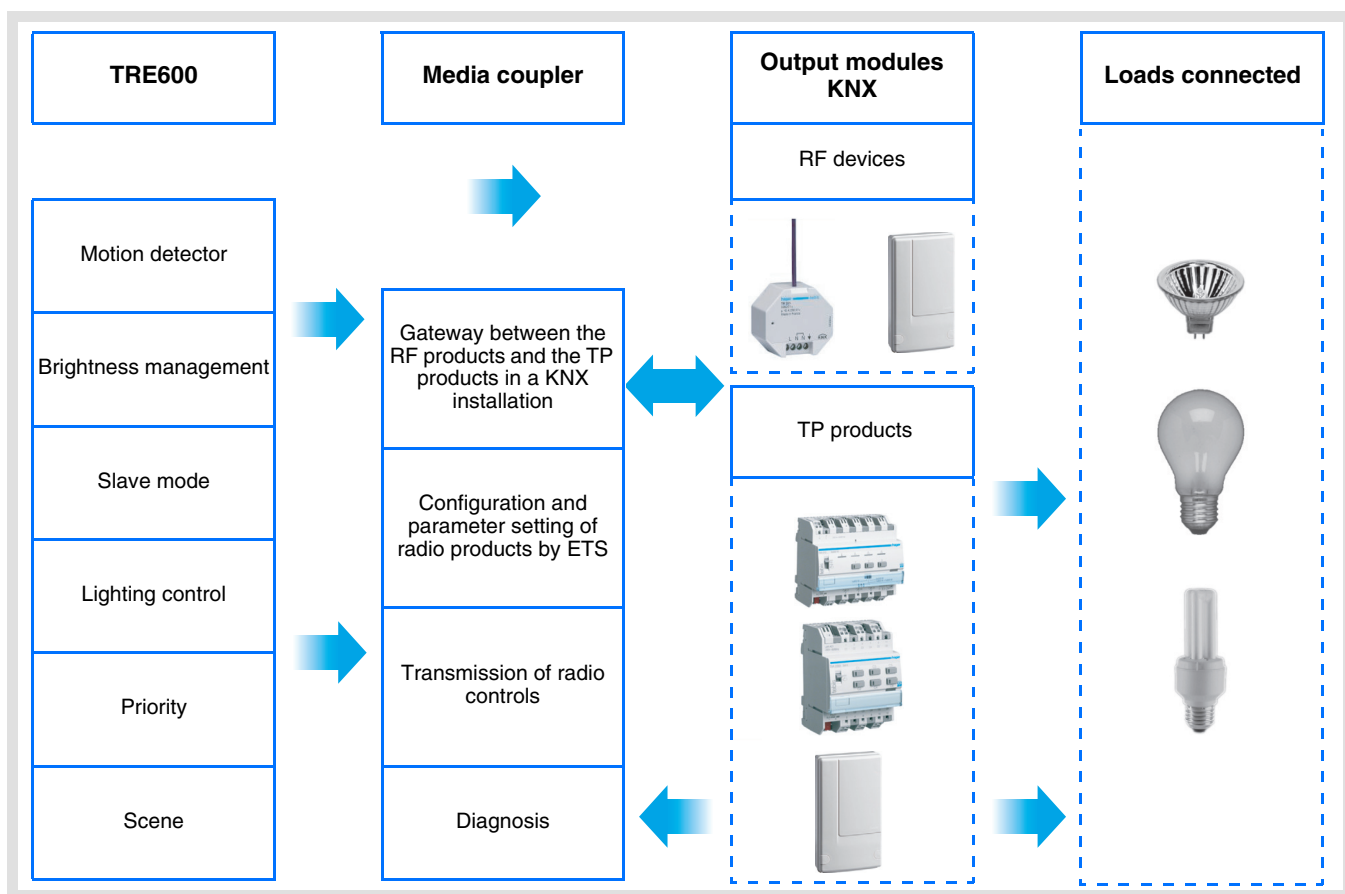 TRE600
Media coupler
Output modules
KNX
Loads connected
RF devices
Motion detector
Brightness management
Slave mode
Lighting control
Priority
Scene
Gateway between the
RF products and the TP
products in a KNX
installation
Configuration and
parameter setting of
radio products by ETS
Transmission of radio
controls
Diagnosis
TP products